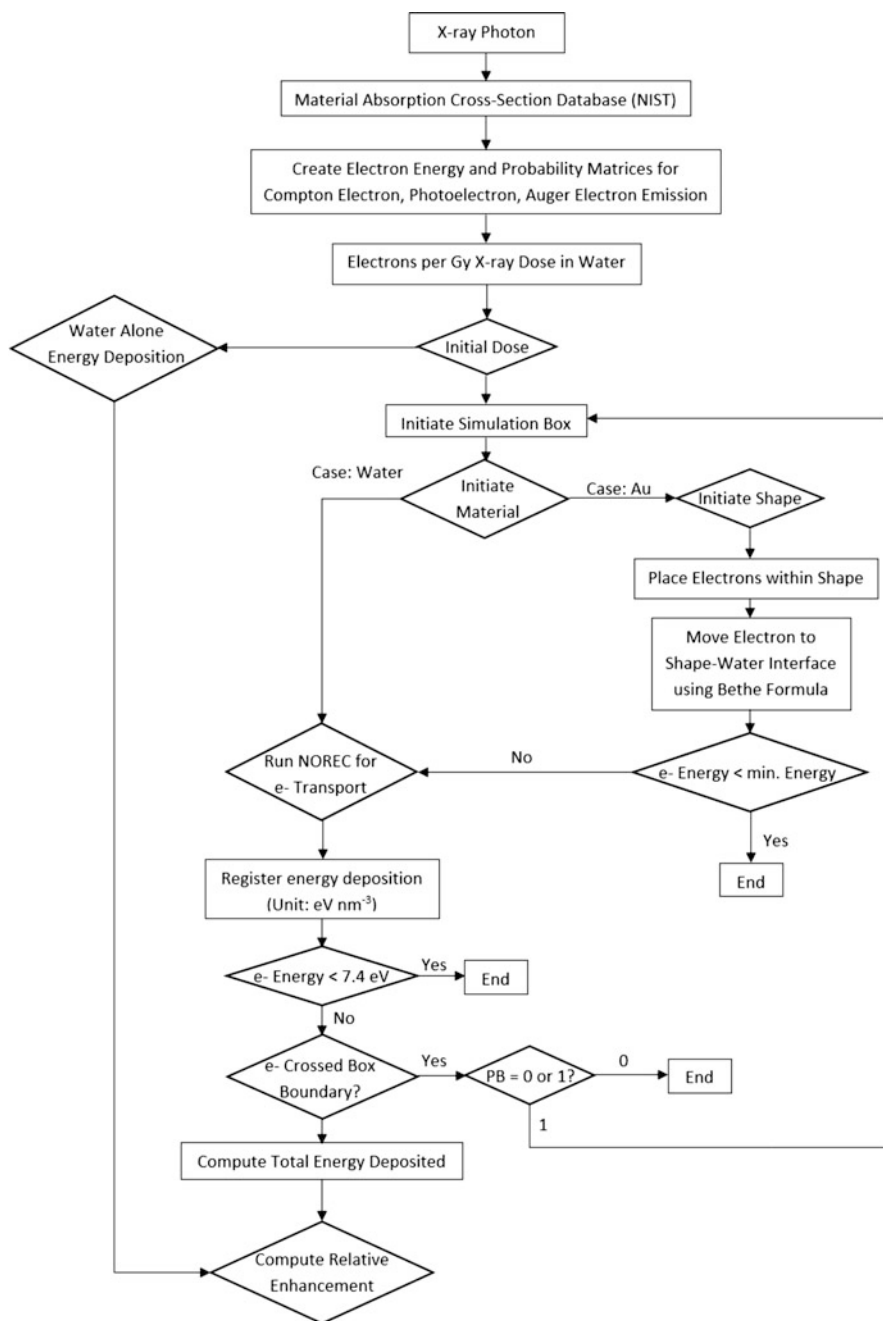 X-ray Photon
Material Absorption Cross-Section Database (NIST)
Create Electron Energy and Probability Matrices for
Compton Electron, Photoelectron, Auger Electron Emission
Electrons per Gy X-ray Dose in Water
Water Alone
Energy Deposition
Initial Dose
Initiate Simulation Box
Case: Water
Initiate
Material
Case: Au
Initiate Shape
Place Electrons within Shape
Move Electron to
Shape-Water Interface
using Bethe Formula
Run NOREC for
e- Transport
No
e- Energy < min. Energy
Yes
End
Register energy deposition
(Unit: eV nm⁻³)
e- Energy < 7.4 eV
Yes
End
No
e- Crossed Box
Boundary?
Yes
PB = 0 or 1?
0
End
1
Compute Total Energy Deposited
Compute Relative
Enhancement